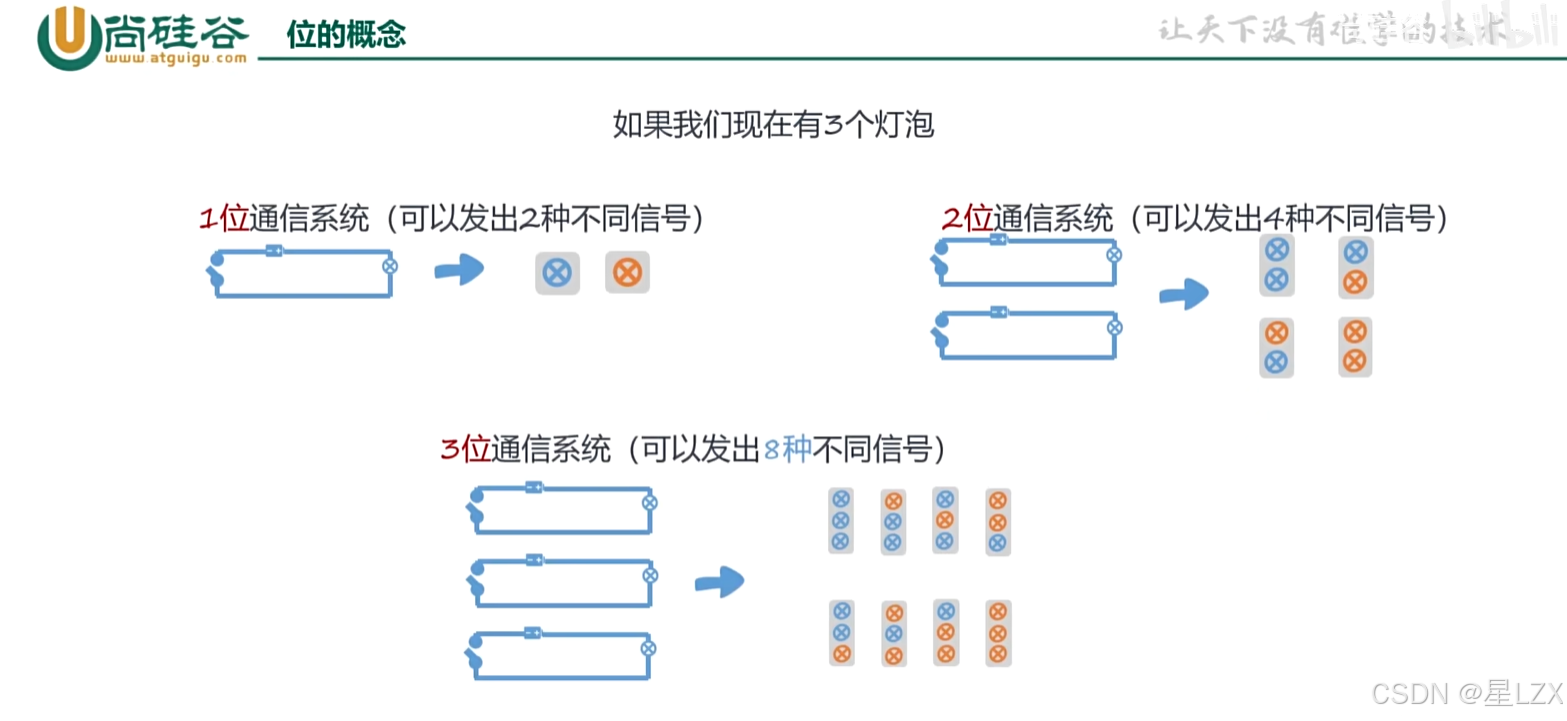 尚硅谷
www.atguigu.com
位的概念
让天下没有难学的技术
bilibili
如果我们现在有3个灯泡
1位通信系统（可以发出2种不同信号）
2位通信系统（可以发出4种不同信号）
3位通信系统（可以发出8种不同信号）
CSDN @星LZX